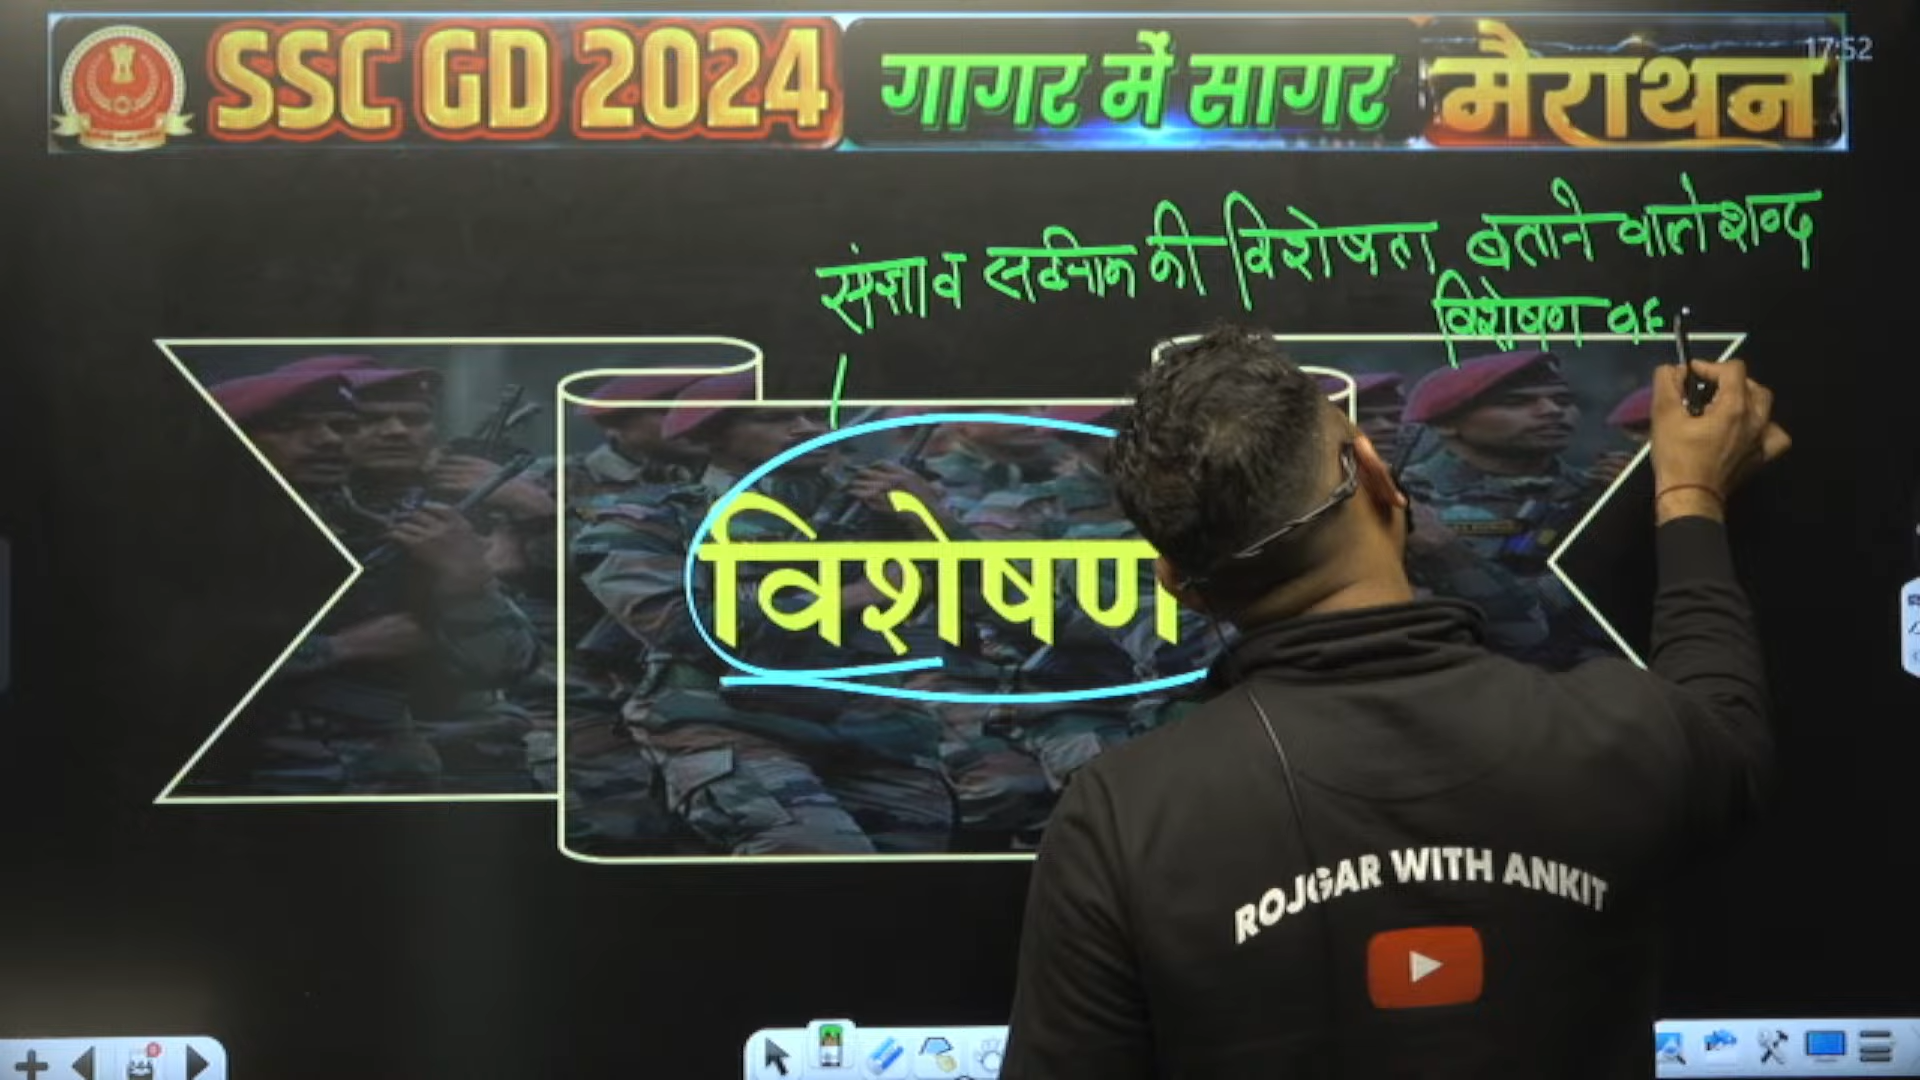 SSC GD 2024 गागर में सागर मैराथन
17:52
संज्ञा व सर्वनाम की विशेषता बताने वाले शब्द
विशेषण
विशेषण
ROJGAR WITH ANKIT